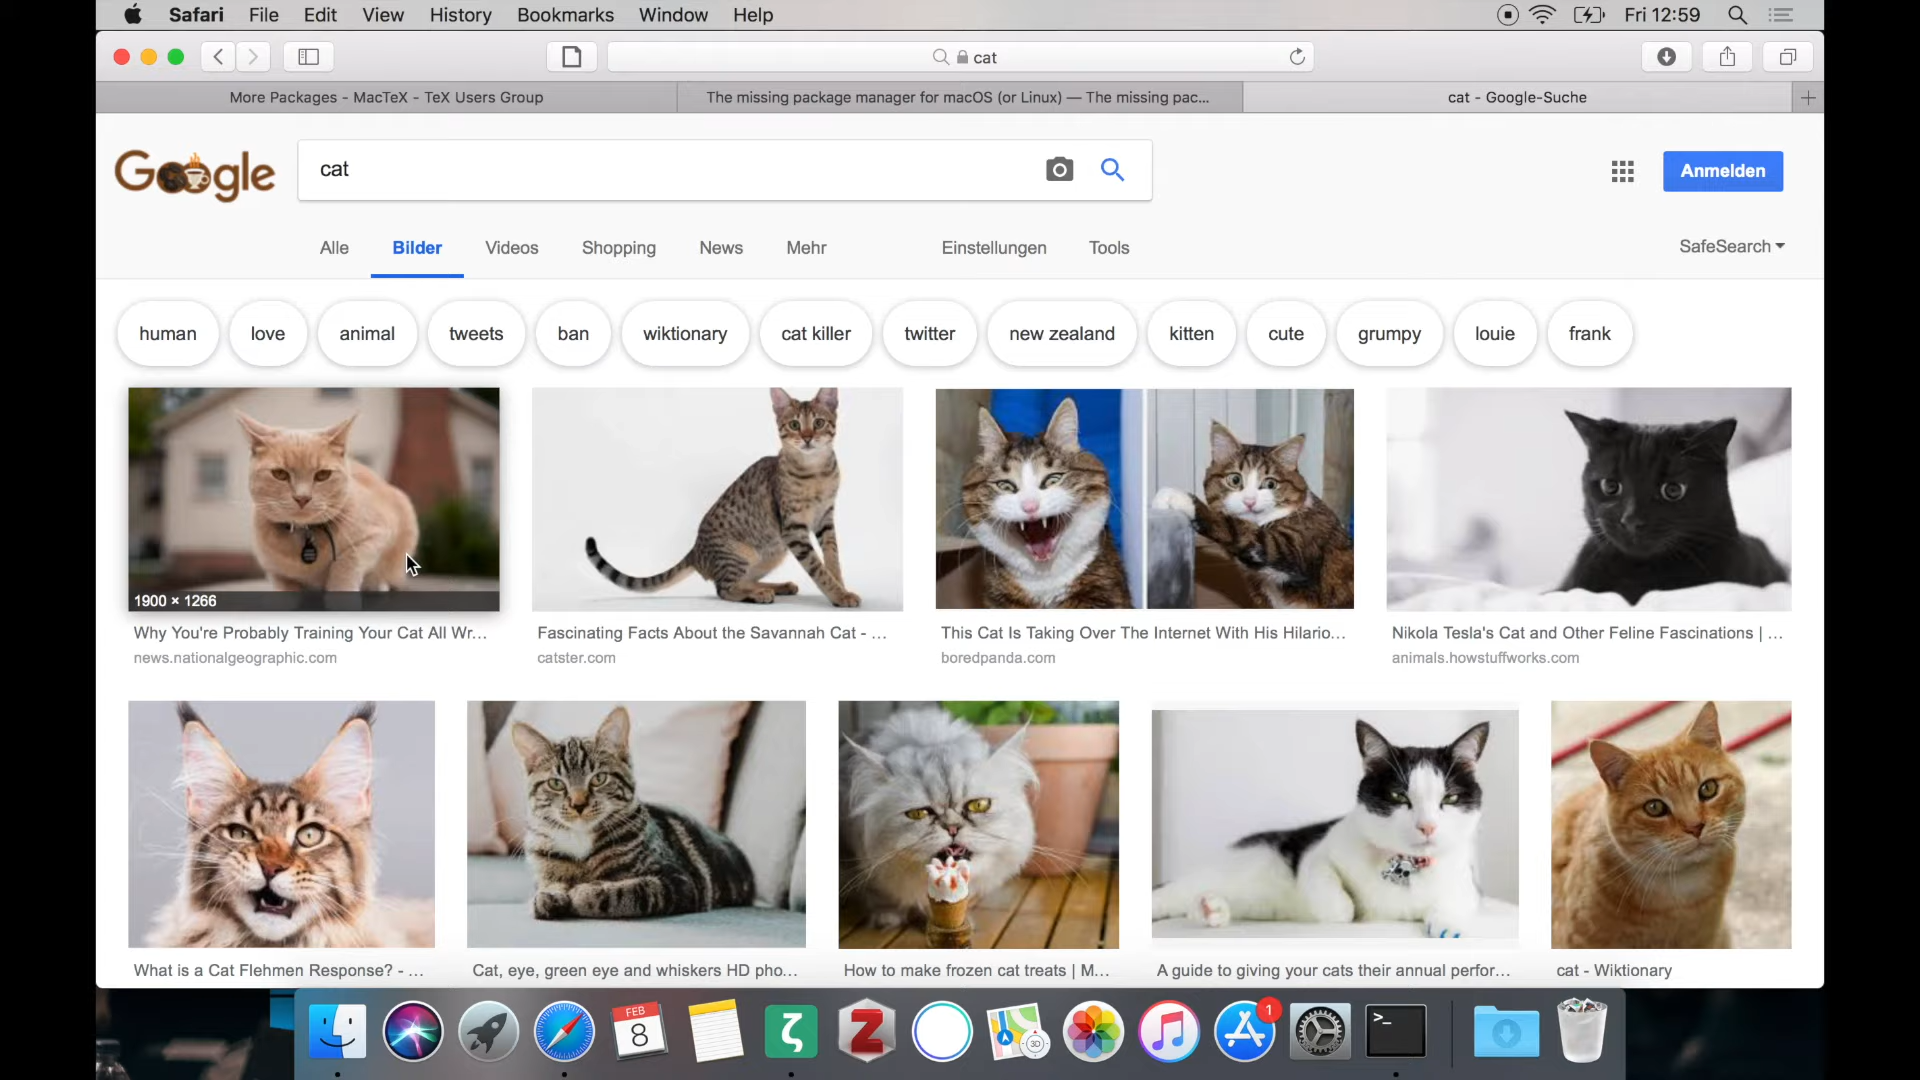 Safari File Edit View History Bookmarks Window Help Fri 12:59
cat
More Packages - MacTeX - TeX Users Group
The missing package manager for macOS (or Linux) — The missing pac...
cat - Google-Suche
Google
cat
Anmelden
Alle Bilder Videos Shopping News Mehr Einstellungen Tools SafeSearch
human love animal tweets ban wiktionary cat killer twitter new zealand kitten cute grumpy louie frank
1900 × 1266
Why You're Probably Training Your Cat All Wr...
news.nationalgeographic.com
Fascinating Facts About the Savannah Cat - ...
catster.com
This Cat Is Taking Over The Internet With His Hilario...
boredpanda.com
Nikola Tesla's Cat and Other Feline Fascinations | ...
animals.howstuffworks.com
What is a Cat Flehmen Response? - ...
Cat, eye, green eye and whiskers HD pho...
How to make frozen cat treats | M...
A guide to giving your cats their annual perfor...
cat - Wiktionary
FEB
8
Z
3D
1
>_